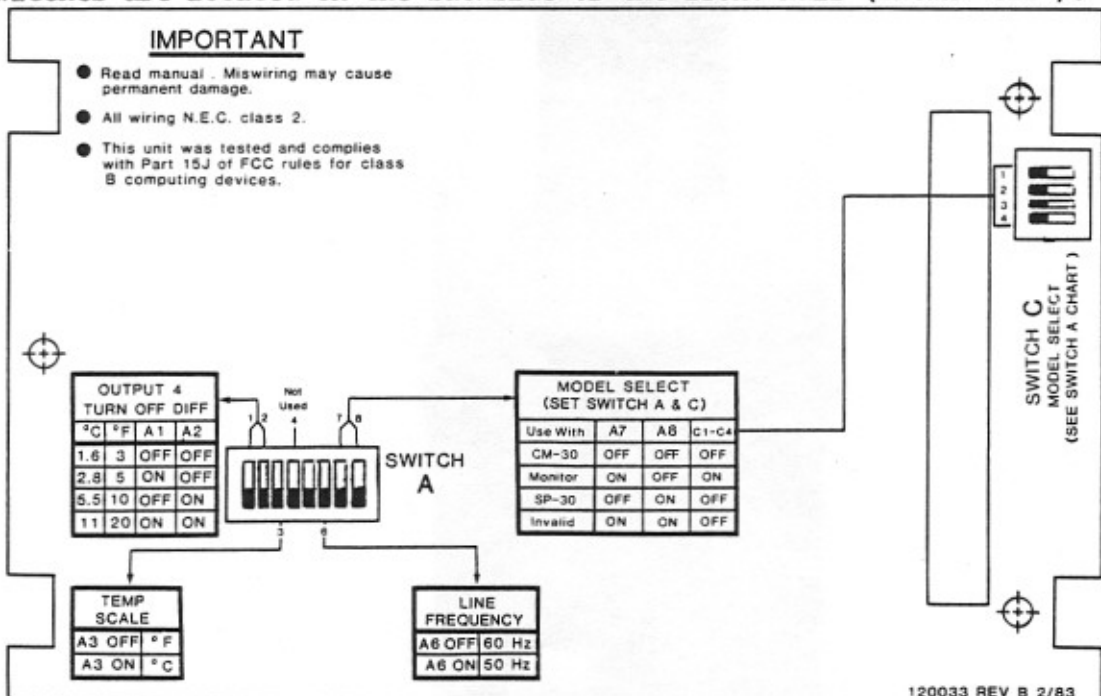 IMPORTANT
● Read manual . Miswiring may cause
permanent damage.
● All wiring N.E.C. class 2.
● This unit was tested and complies
with Part 15J of FCC rules for class
B computing devices.
1
2
3
4
SWITCH C
MODEL SELECT
(SEE SWITCH A CHART)
OUTPUT 4
TURN OFF DIFF
°C °F A1 A2
1.6 3 OFF OFF
2.8 5 ON OFF
5.5 10 OFF ON
11 20 ON ON
1 2
Not
Used
4
7 8
SWITCH
A
3 6
MODEL SELECT
(SET SWITCH A & C)
Use With A7 A8 C1-C4
CM-30 OFF OFF OFF
Monitor ON OFF ON
SP-30 OFF ON ON
Invalid ON ON OFF
TEMP
SCALE
A3 OFF °F
A3 ON °C
LINE
FREQUENCY
A6 OFF 60 Hz
A6 ON 50 Hz
120033 REV B 2/83